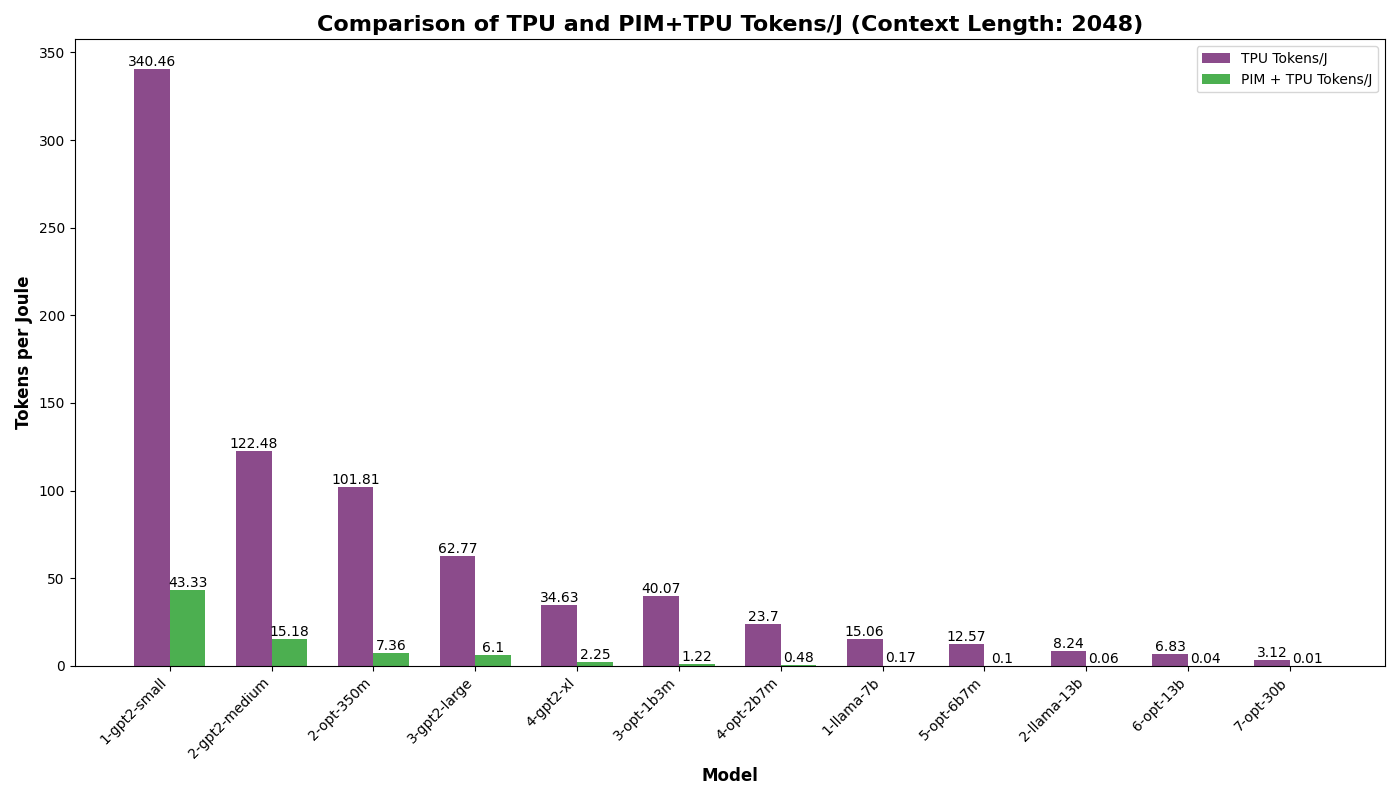 Comparison of TPU and PIM+TPU Tokens/J (Context Length: 2048)
TPU Tokens/J
PIM + TPU Tokens/J
Tokens per Joule
350
300
250
200
150
100
50
0
340.46
43.33
122.48
15.18
101.81
7.36
62.77
6.1
34.63
2.25
40.07
1.22
23.7
0.48
15.06
0.17
12.57
0.1
8.24
0.06
6.83
0.04
3.12
0.01
1-gpt2-small
2-gpt2-medium
2-opt-350m
3-gpt2-large
4-gpt2-xl
3-opt-1b3m
4-opt-2b7m
1-llama-7b
5-opt-6b7m
2-llama-13b
6-opt-13b
7-opt-30b
Model